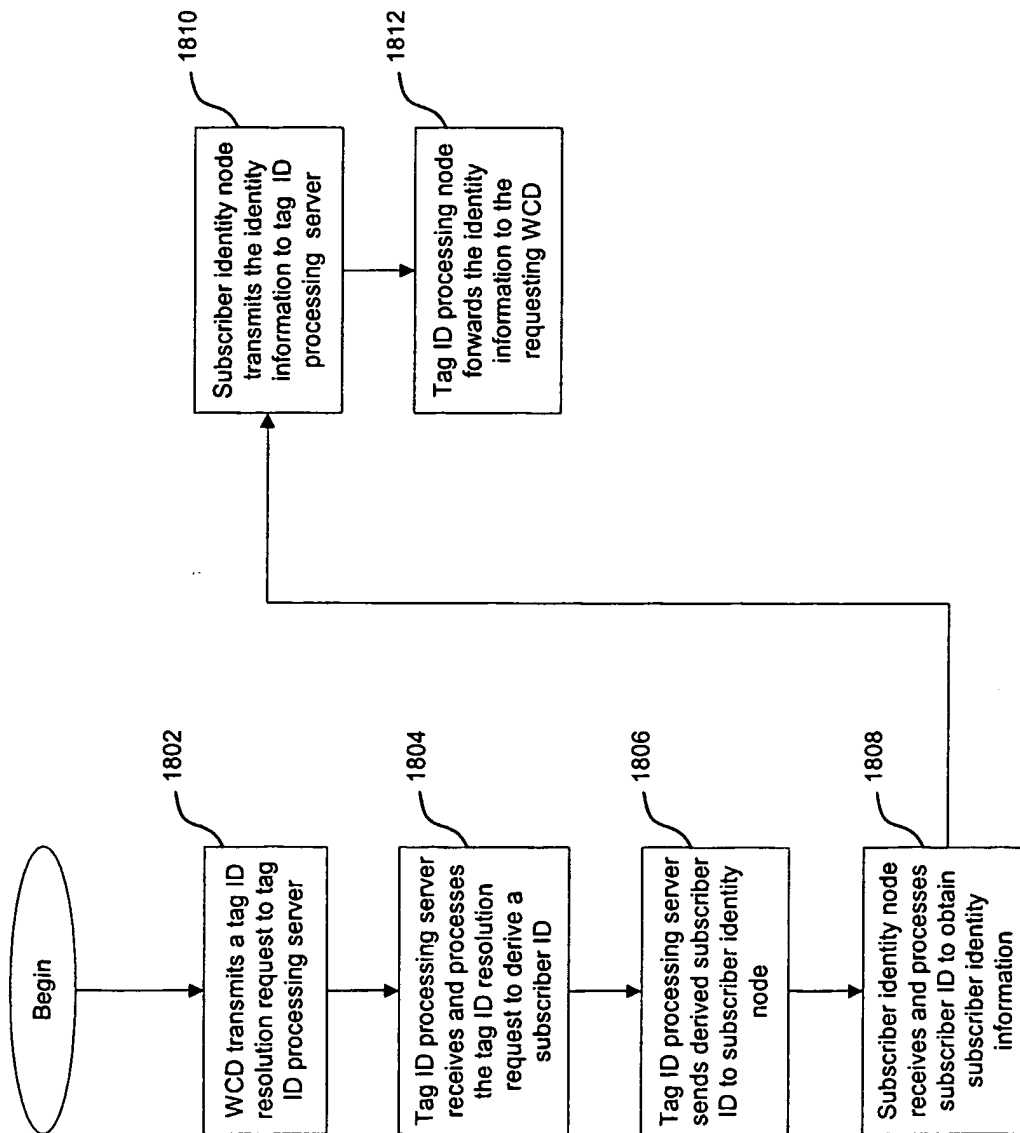 Begin
1802
WCD transmits a tag ID
resolution request to tag
ID processing server
1804
Tag ID processing server
receives and processes
the tag ID resolution
request to derive a
subscriber ID
1806
Tag ID processing server
sends derived subscriber
ID to subscriber identity
node
1808
Subscriber identity node
receives and processes
subscriber ID to obtain
subscriber identity
information
1810
Subscriber identity node
transmits the identity
information to tag ID
processing server
1812
Tag ID processing node
forwards the identity
information to the
requesting WCD